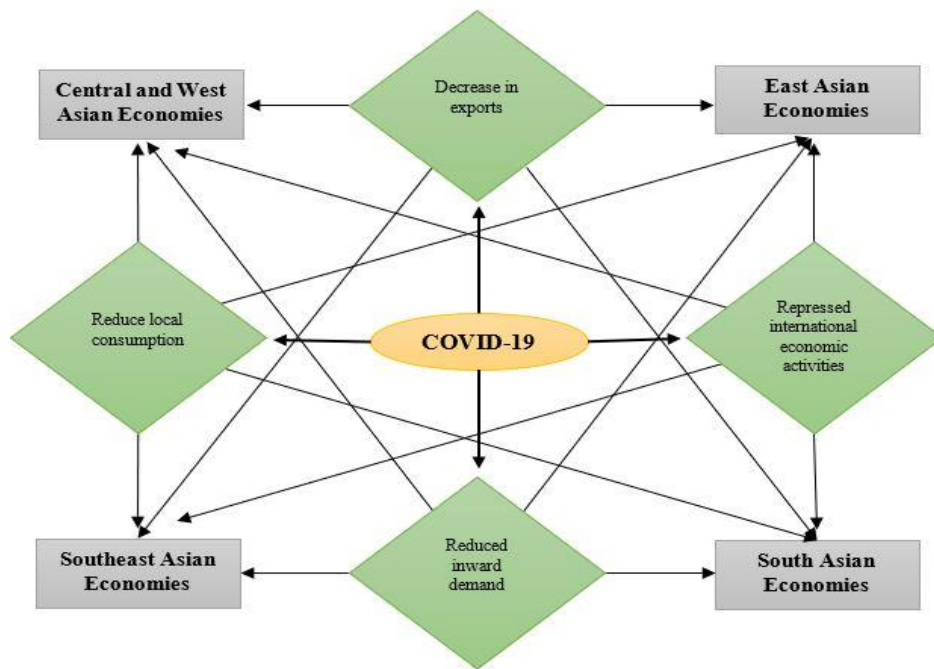 Decrease in
exports
Central and West
Asian Economies
East Asian
Economies
Reduce local
consumption
COVID-19
Repressed
international
economic
activities
Southeast Asian
Economies
Reduced
inward
demand
South Asian
Economies